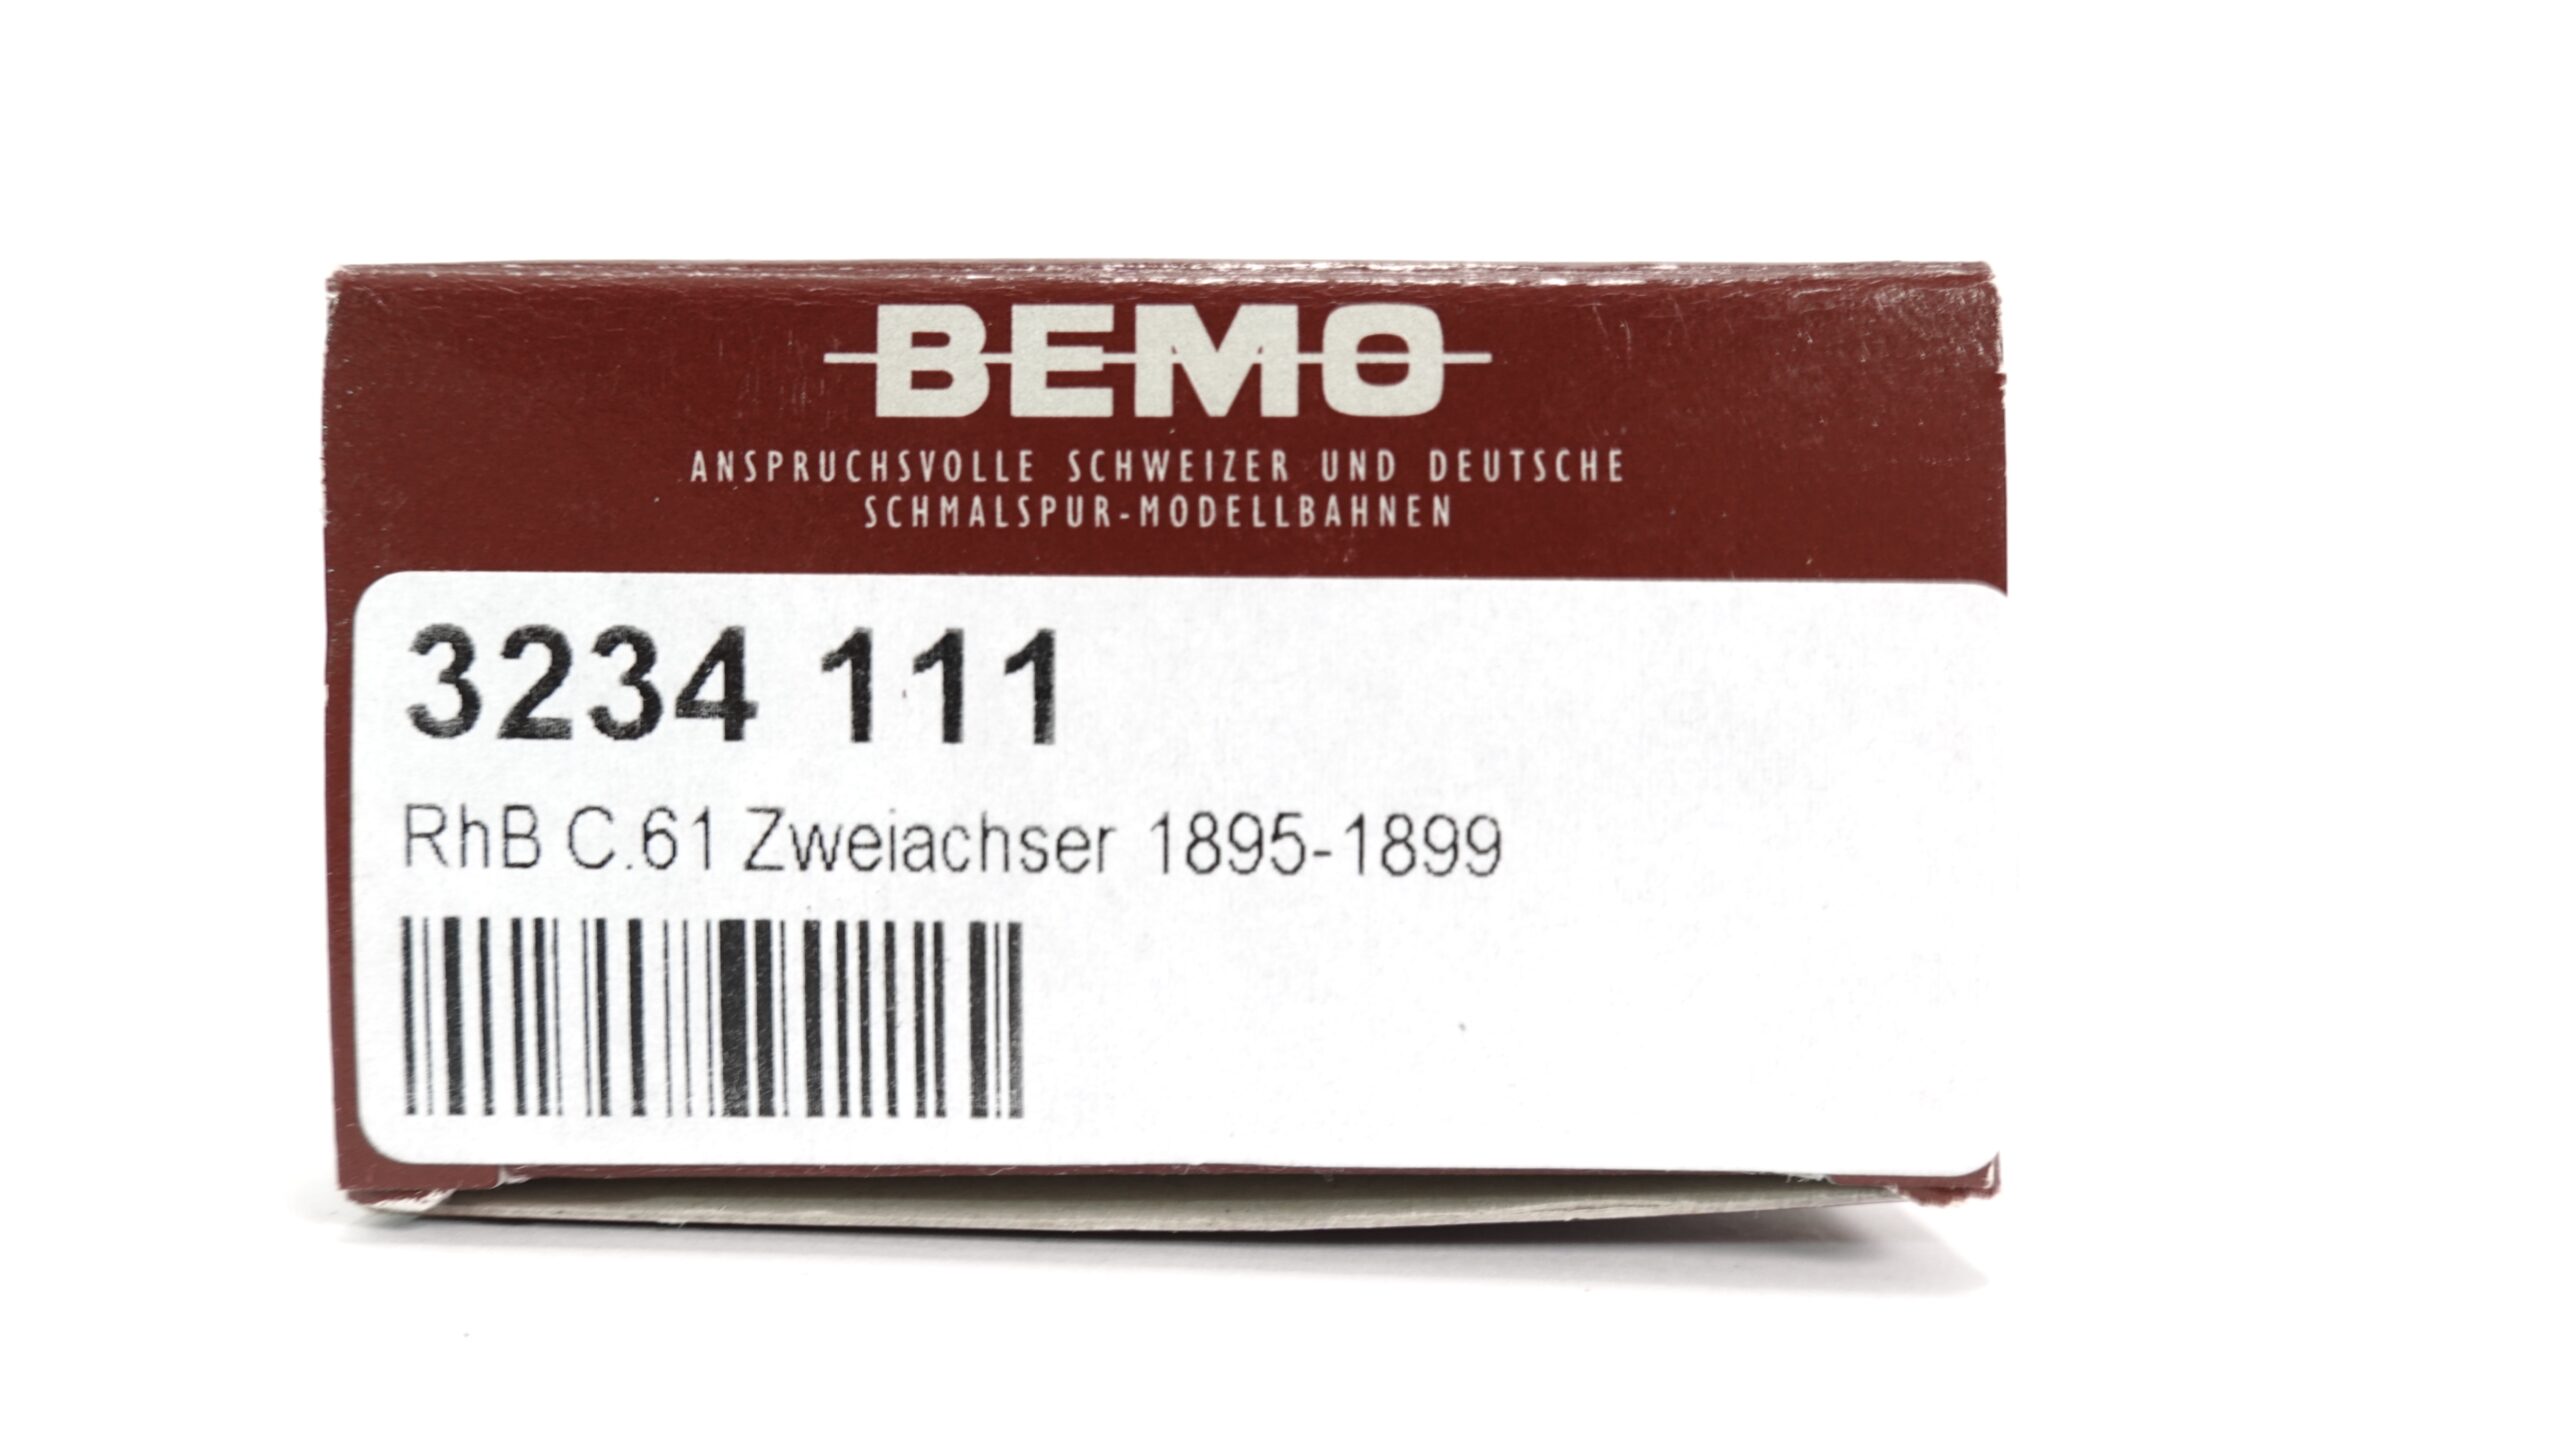 BEMO
ANSPRUCHSVOLLE SCHWEIZER UND DEUTSCHE
SCHMALSPUR-MODELLBAHNEN
3234 111
RhB C.61 Zweiachser 1895-1899